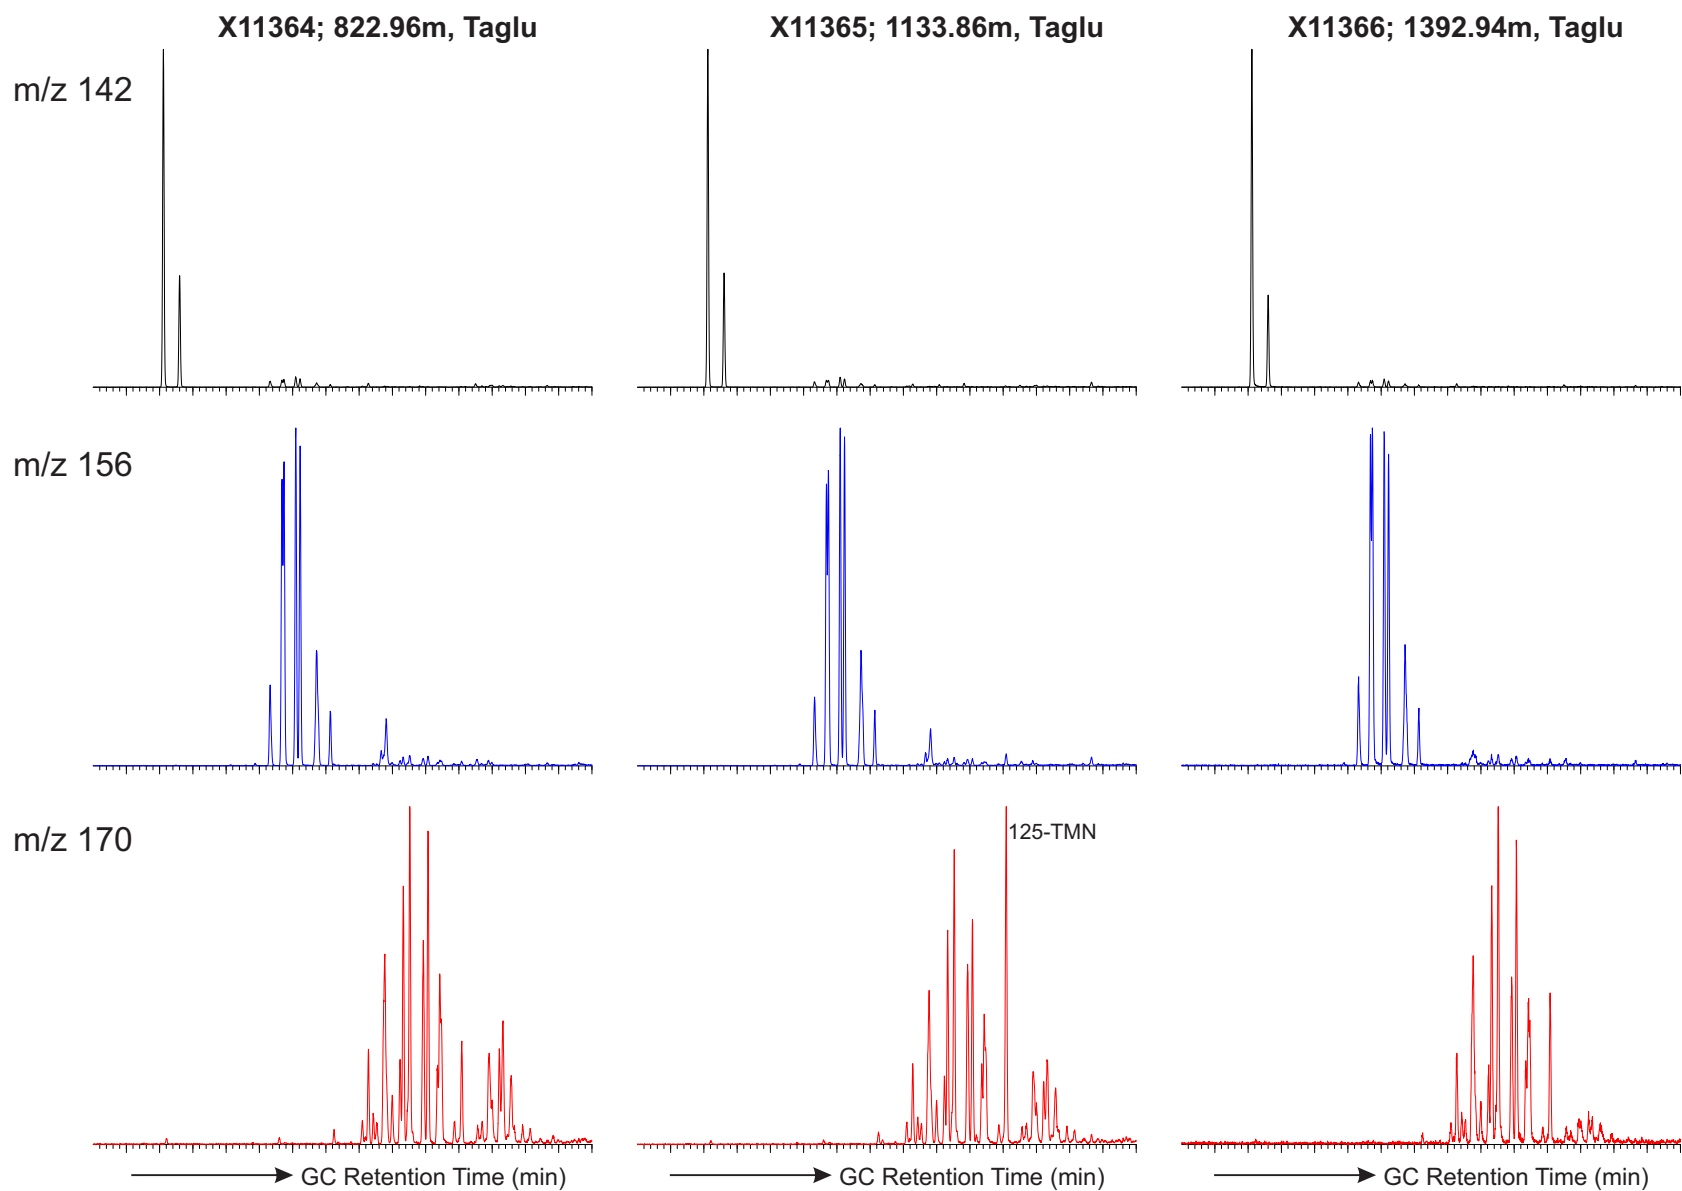 X11364; 822.96m, Taglu
X11365; 1133.86m, Taglu
X11366; 1392.94m, Taglu
m/z 142
m/z 156
m/z 170
125-TMN
GC Retention Time (min)
GC Retention Time (min)
GC Retention Time (min)